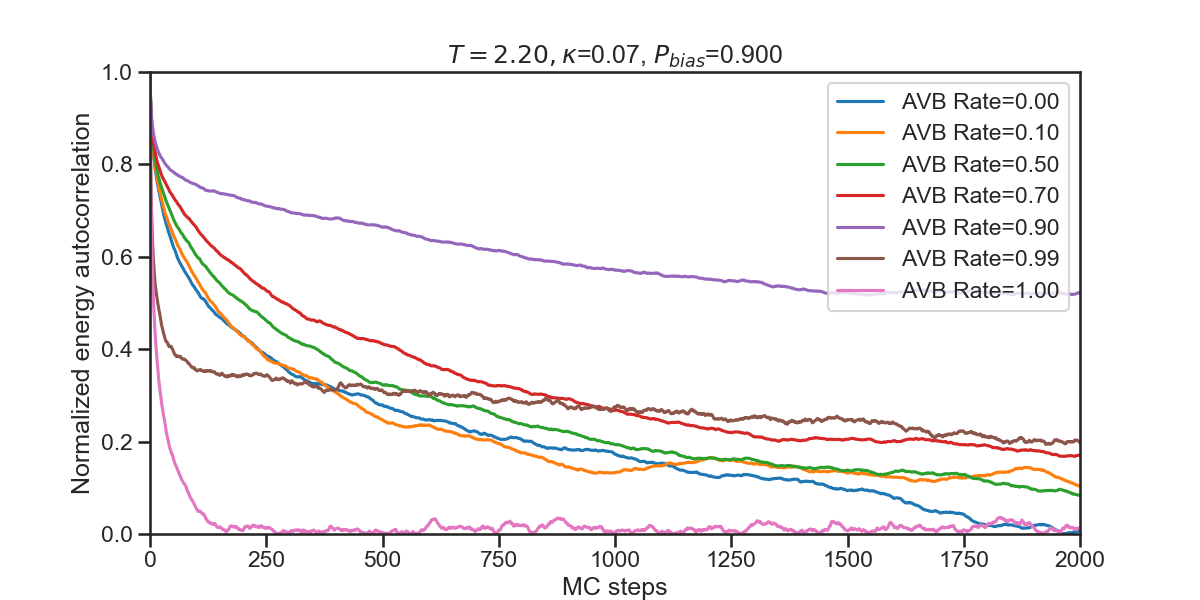 T = 2.20, κ=0.07, P_bias=0.900
Normalized energy autocorrelation
1.0
0.8
0.6
0.4
0.2
0.0
AVB Rate=0.00
AVB Rate=0.10
AVB Rate=0.50
AVB Rate=0.70
AVB Rate=0.90
AVB Rate=0.99
AVB Rate=1.00
0 250 500 750 1000 1250 1500 1750 2000
MC steps